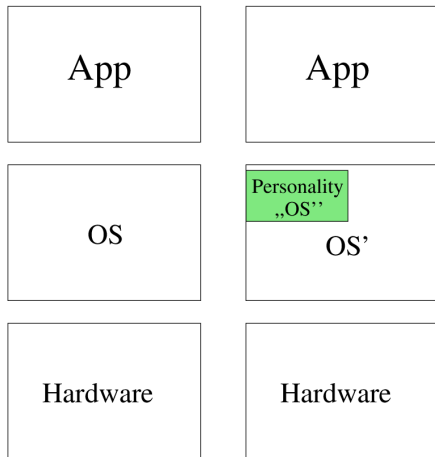 App
App
OS
Personality
,,OS’’
OS’
Hardware
Hardware